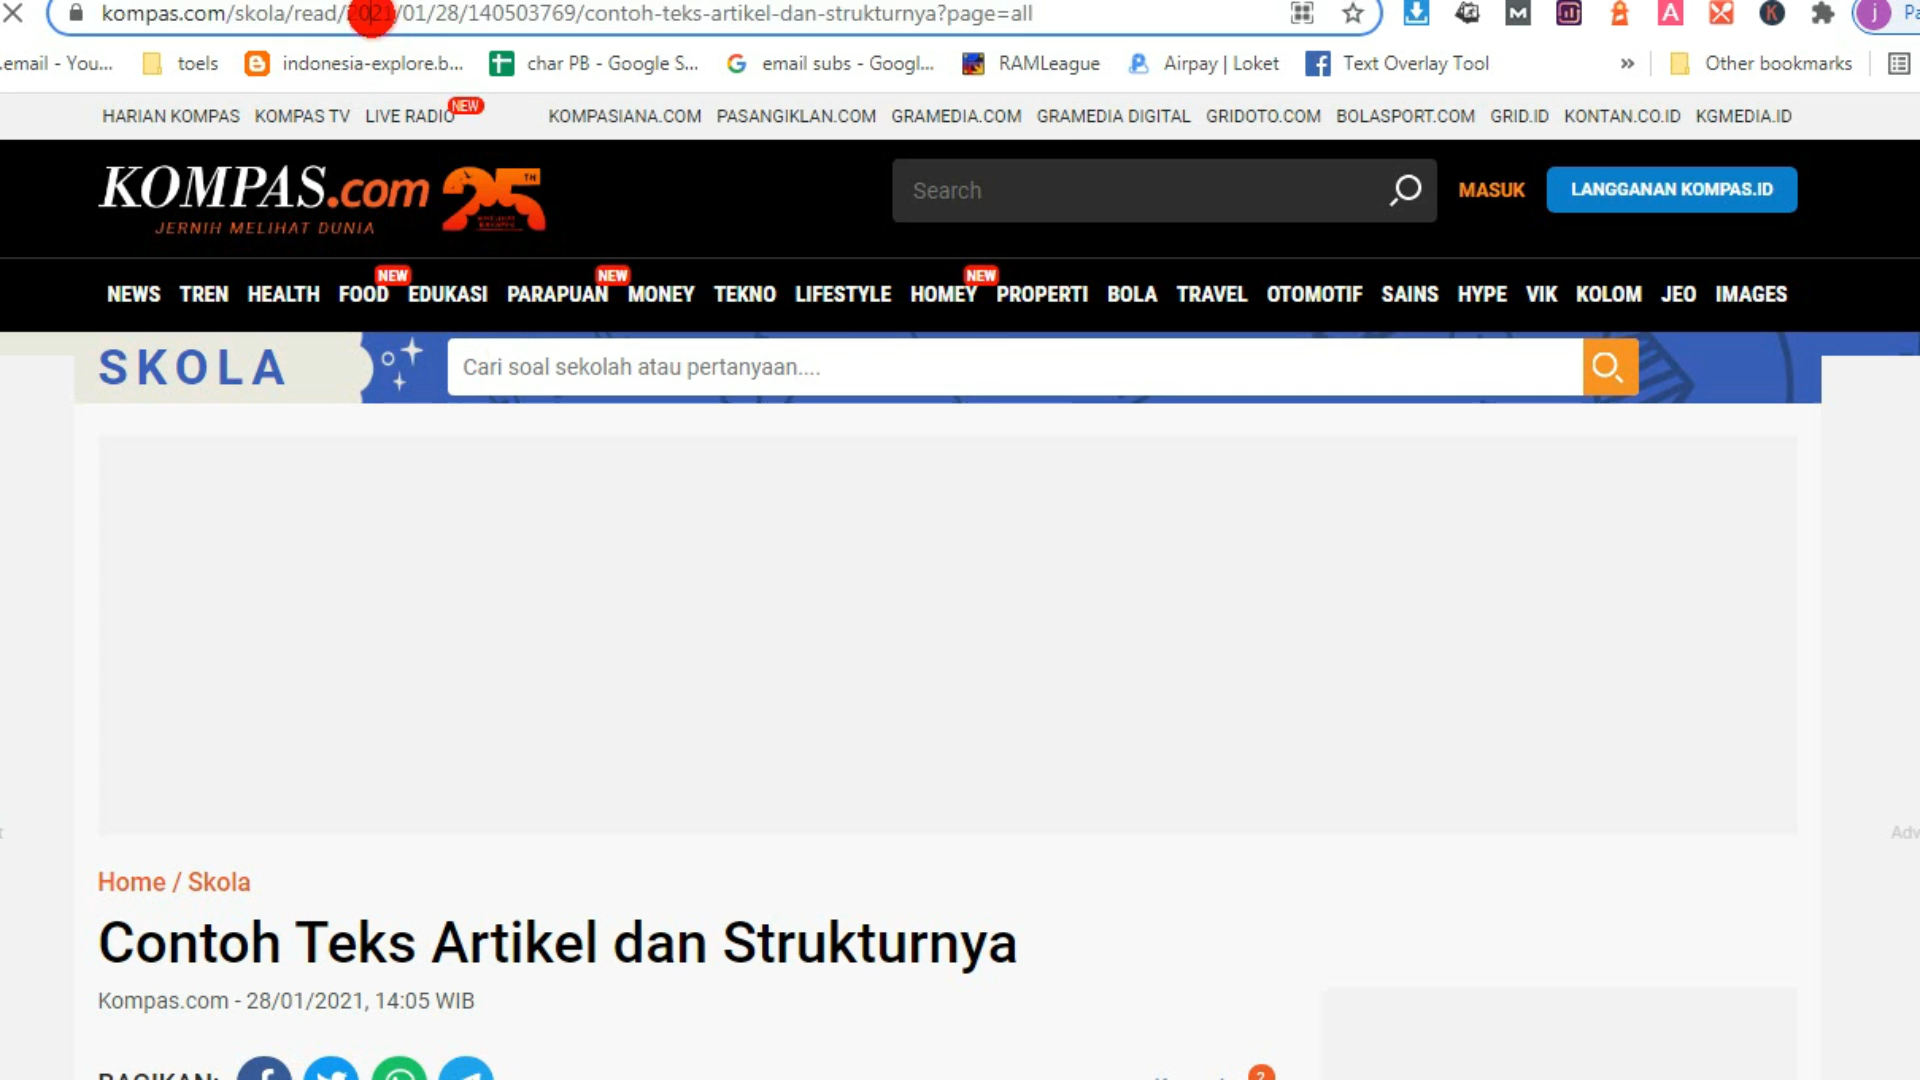 kompas.com/skola/read/2021/01/28/140503769/contoh-teks-artikel-dan-strukturnya?page=all
.email - You... toels indonesia-explore.b... char PB - Google S... email subs - Googl... RAMLeague Airpay | Loket Text Overlay Tool » Other bookmarks
HARIAN KOMPAS KOMPAS TV LIVE RADIO NEW KOMPASIANA.COM PASANGIKLAN.COM GRAMEDIA.COM GRAMEDIA DIGITAL GRIDOTO.COM BOLASPORT.COM GRID.ID KONTAN.CO.ID KGMEDIA.ID
KOMPAS.com 25 TH
JERNIH MELIHAT DUNIA
Search MASUK LANGGANAN KOMPAS.ID
NEW NEW NEW
NEWS TREN HEALTH FOOD EDUKASI PARAPUAN MONEY TEKNO LIFESTYLE HOMEY PROPERTI BOLA TRAVEL OTOMOTIF SAINS HYPE VIK KOLOM JEO IMAGES
SKOLA Cari soal sekolah atau pertanyaan....
Adv
Home / Skola
Contoh Teks Artikel dan Strukturnya
Kompas.com - 28/01/2021, 14:05 WIB
BAGIKAN: 2